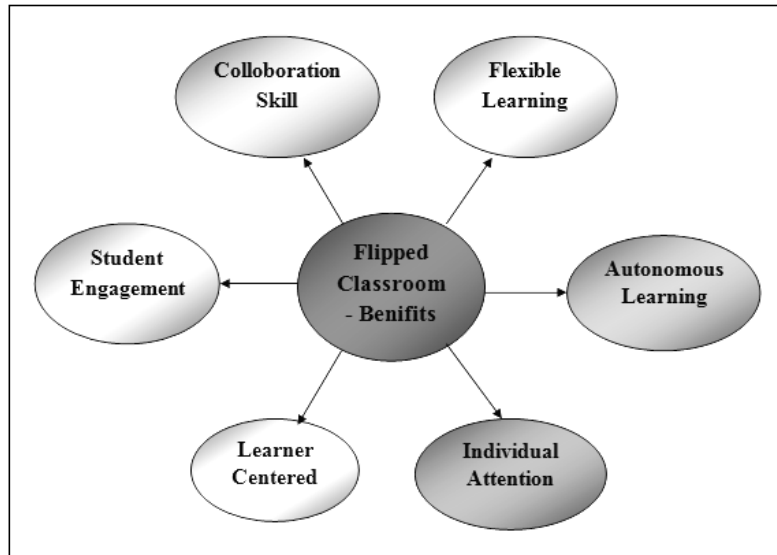 Colloboration
Skill
Flexible
Learning
Student
Engagement
Flipped
Classroom
- Benifits
Autonomous
Learning
Learner
Centered
Individual
Attention